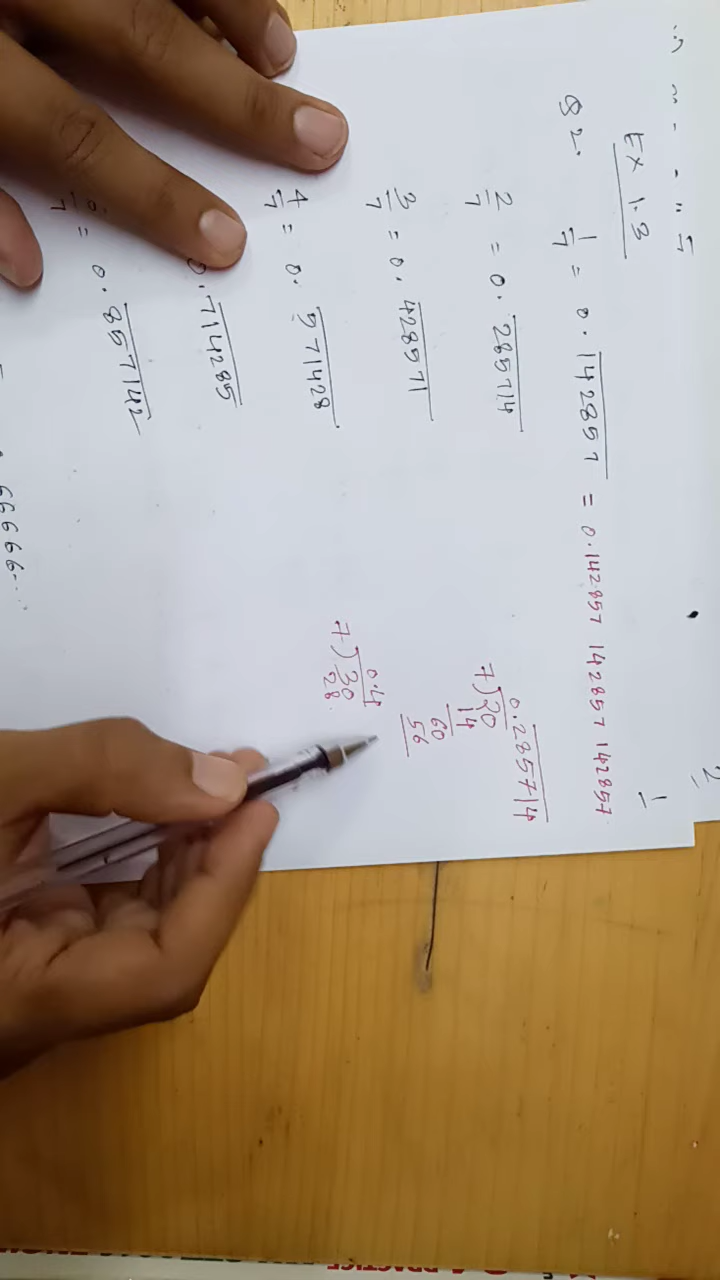 Ex 1.3
Q 2. 1/7 = 0.142857 = 0.142857 142857 142857
2/7 = 0.285714
3/7 = 0.428571
4/7 = 0.571428
0.714285
/7 = 0.857142
0.285714
7)20
14
60
56
0.4
7)30
28
66666...